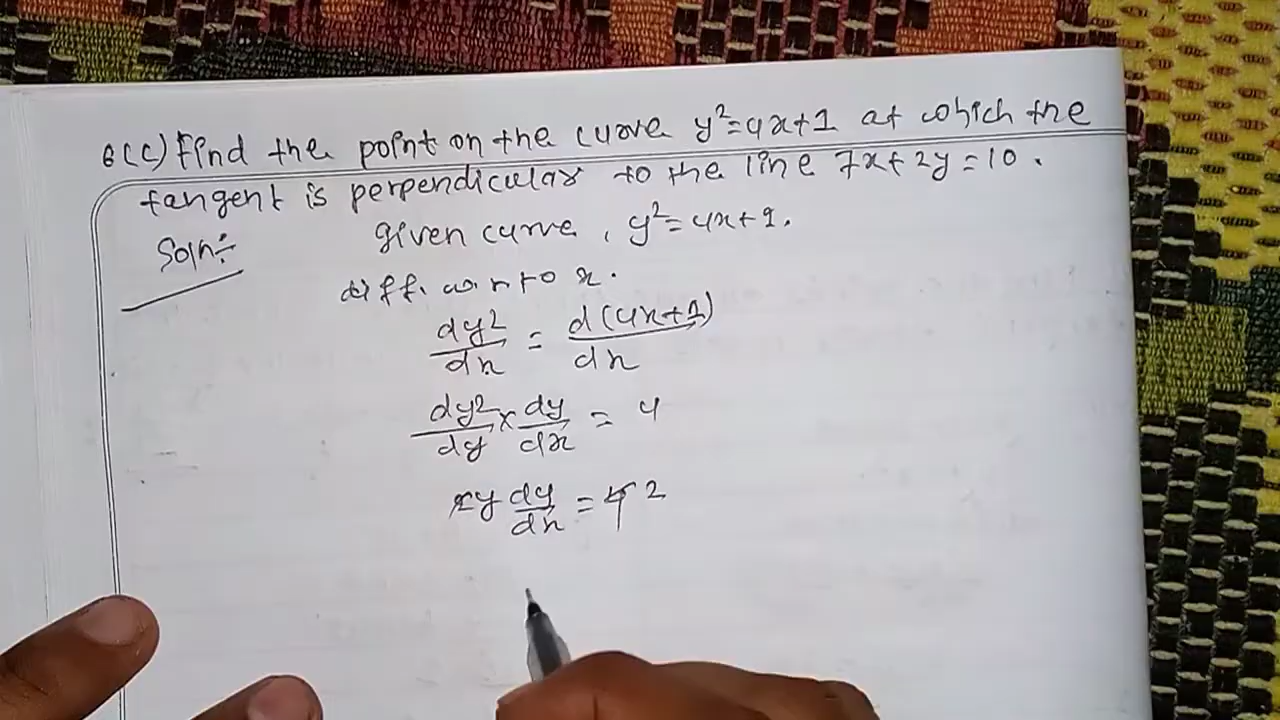 6(c) Find the point on the curve y²=4x+1 at which the
tangent is perpendicular to the line 7x+2y=10.
Soln:-
given curve, y²=4x+1.
diff. w.r.to x.
dy²/dx = d(4x+1)/dx
dy²/dy × dy/dx = 4
2y dy/dx = 4 2